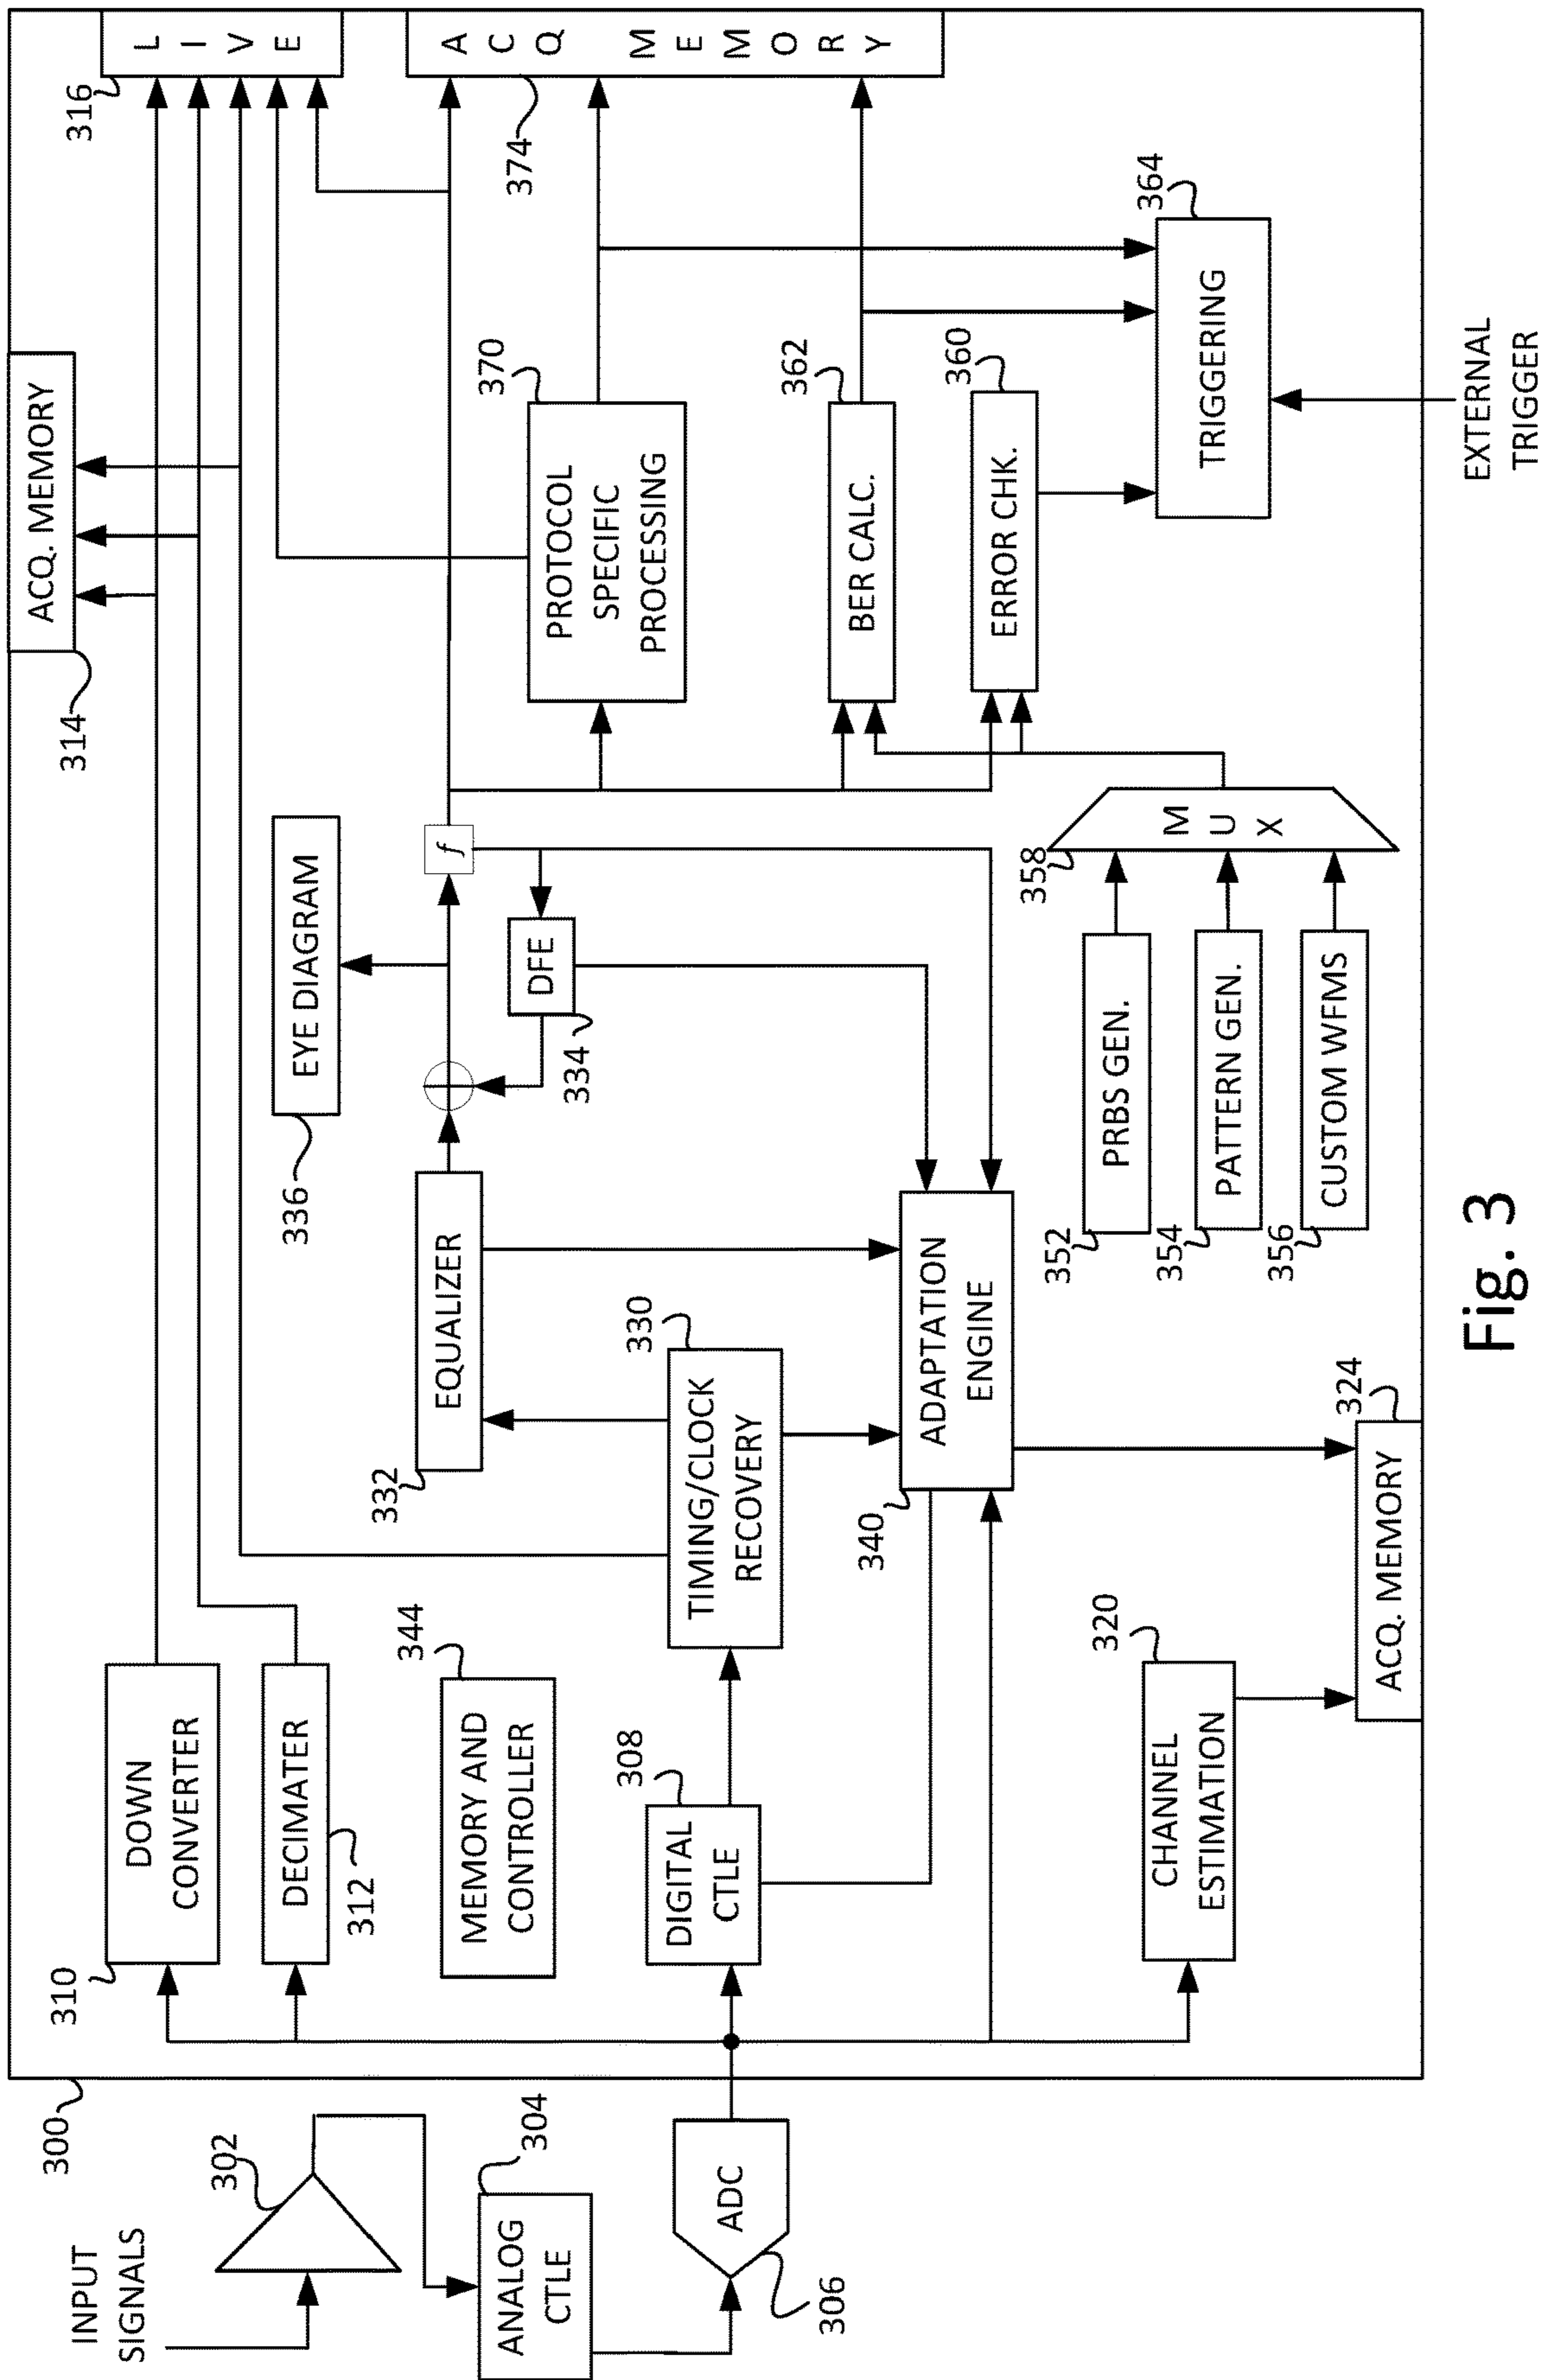 INPUT
SIGNALS
302
300
304
ANALOG
CTLE
ADC
306
310
DOWN
CONVERTER
DECIMATER
312
344
MEMORY AND
CONTROLLER
308
DIGITAL
CTLE
330
TIMING/CLOCK
RECOVERY
332
EQUALIZER
336
EYE DIAGRAM
DFE
334
f
340
ADAPTATION
ENGINE
320
CHANNEL
ESTIMATION
324
ACQ. MEMORY
314
ACQ. MEMORY
316
LIVE
374
ACQ MEMORY
370
PROTOCOL
SPECIFIC
PROCESSING
362
BER CALC.
360
ERROR CHK.
364
TRIGGERING
EXTERNAL
TRIGGER
358
MUX
352
PRBS GEN.
354
PATTERN GEN.
356
CUSTOM WFMS
Fig. 3